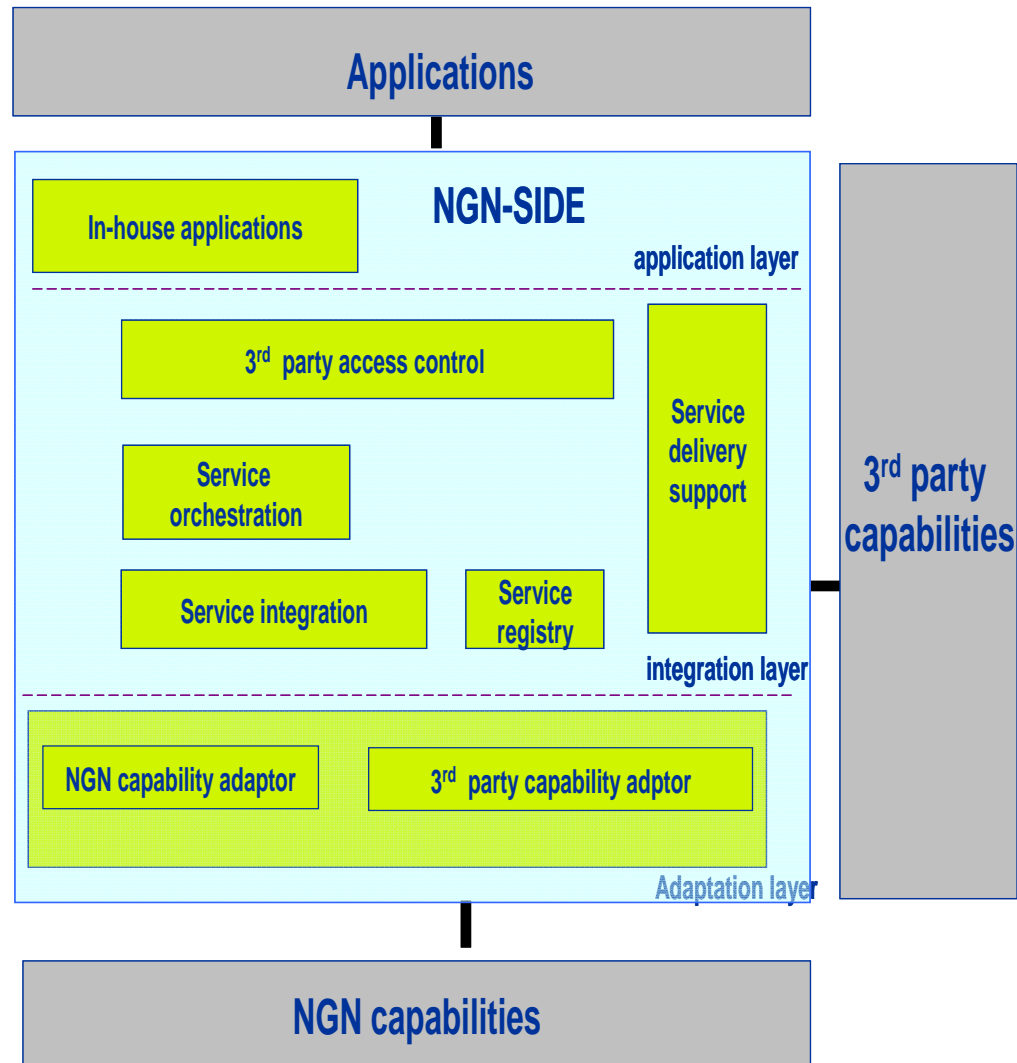 Applications
NGN-SIDE
In-house applications
application layer
3rd party access control
Service
delivery
support
Service
orchestration
3rd party
capabilities
Service integration
Service
registry
integration layer
NGN capability adaptor
3rd party capability adptor
Adaptation layer
NGN capabilities